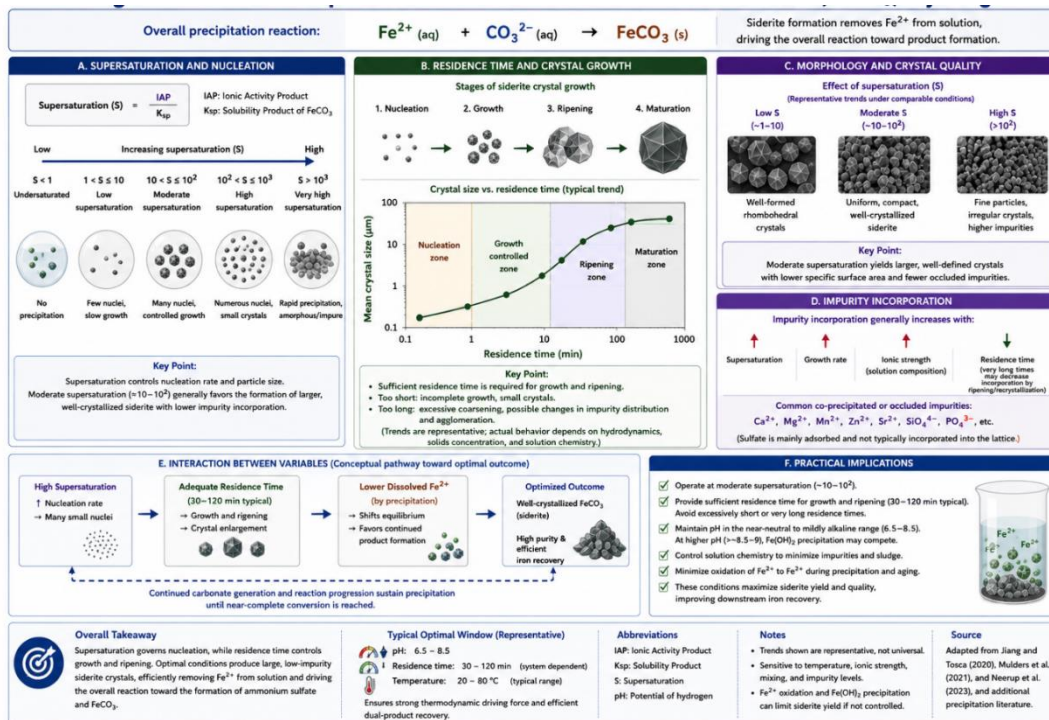 Overall precipitation reaction:
Fe²⁺ (aq) + CO₃²⁻ (aq) → FeCO₃ (s)
Siderite formation removes Fe²⁺ from solution,
driving the overall reaction toward product formation.
A. SUPERSATURATION AND NUCLEATION
Supersaturation (S) = IAP / Ksp
IAP: Ionic Activity Product
Ksp: Solubility Product of FeCO₃
Low Increasing supersaturation (S) High
S < 1 1 < S ≤ 10 10 < S ≤ 10² 10² < S ≤ 10³ S > 10³
Undersaturated Low Moderate High Very high
supersaturation supersaturation supersaturation supersaturation
No Few nuclei, Many nuclei, Numerous nuclei, Rapid precipitation,
precipitation slow growth controlled growth small crystals amorphous/impure
Key Point:
Supersaturation controls nucleation rate and particle size.
Moderate supersaturation (≈10–10²) generally favors the formation of larger,
well-crystallized siderite with lower impurity incorporation.
B. RESIDENCE TIME AND CRYSTAL GROWTH
Stages of siderite crystal growth
1. Nucleation 2. Growth 3. Ripening 4. Maturation
Crystal size vs. residence time (typical trend)
Mean crystal size (µm)
100
10
1
0.1
Nucleation Growth Ripening Maturation
zone controlled zone zone
zone
0.1 1 10 100 1000
Residence time (min)
Key Point:
• Sufficient residence time is required for growth and ripening.
• Too short: incomplete growth, small crystals.
• Too long: excessive coarsening, possible changes in impurity distribution
and agglomeration.
(Trends are representative; actual behavior depends on hydrodynamics,
solids concentration, and solution chemistry.)
C. MORPHOLOGY AND CRYSTAL QUALITY
Effect of supersaturation (S)
(Representative trends under comparable conditions)
Low S Moderate S High S
(~1–10) (~10–10²) (>10²)
Well-formed Uniform, compact, Fine particles,
rhombohedral well-crystallized irregular crystals,
crystals siderite higher impurities
Key Point:
Moderate supersaturation yields larger, well-defined crystals
with lower specific surface area and fewer occluded impurities.
D. IMPURITY INCORPORATION
Impurity incorporation generally increases with:
Supersaturation Growth rate Ionic strength Residence time
(solution composition) (very long times
may decrease
incorporation by
ripening/recrystallization)
Common co-precipitated or occluded impurities:
Ca²⁺, Mg²⁺, Mn²⁺, Zn²⁺, Sr²⁺, SiO₄⁴⁻, PO₄³⁻, etc.
(Sulfate is mainly adsorbed and not typically incorporated into the lattice.)
E. INTERACTION BETWEEN VARIABLES (Conceptual pathway toward optimal outcome)
High Supersaturation
↑ Nucleation rate
→ Many small nuclei
Adequate Residence Time
(30–120 min typical)
→ Growth and rigening
→ Crystal enlargement
Lower Dissolved Fe²⁺
(by precipitation)
→ Shifts equilibrium
→ Favors continued
product formation
Optimized Outcome
Well-crystallized FeCO₃
(siderite)
High purity &
efficient
iron recovery
Continued carbonate generation and reaction progression sustain precipitation
until near-complete conversion is reached.
F. PRACTICAL IMPLICATIONS
Operate at moderate supersaturation (~10–10²).
Provide sufficient residence time for growth and ripening (30–120 min typical).
Avoid excessively short or very long residence times.
Maintain pH in the near-neutral to mildly alkaline range (6.5–8.5).
At higher pH (>~8.5–9), Fe(OH)₂ precipitation may compete.
Control solution chemistry to minimize impurities and sludge.
Minimize oxidation of Fe²⁺ to Fe²⁺ during precipitation and aging.
These conditions maximize siderite yield and quality,
improving downstream iron recovery.
Fe²⁺
Fe²⁺
Overall Takeaway
Supersaturation governs nucleation, while residence time controls
growth and ripening. Optimal conditions produce large, low-impurity
siderite crystals, efficiently removing Fe²⁺ from solution and driving
the overall reaction toward the formation of ammonium sulfate
and FeCO₃.
Typical Optimal Window (Representative)
pH: 6.5 – 8.5
Residence time: 30 – 120 min (system dependent)
Temperature: 20 – 80 °C (typical range)
Ensures strong thermodynamic driving force and efficient
dual-product recovery.
Abbreviations
IAP: Ionic Activity Product
Ksp: Solubility Product
S: Supersaturation
pH: Potential of hydrogen
Notes
• Trends shown are representative, not universal.
• Sensitive to temperature, ionic strength,
mixing, and impurity levels.
• Fe²⁺ oxidation and Fe(OH)₂ precipitation
can limit siderite yield if not controlled.
Source
Adapted from Jiang and
Tosca (2020), Mulders et al.
(2021), and Neerup et al.
(2023), and additional
precipitation literature.